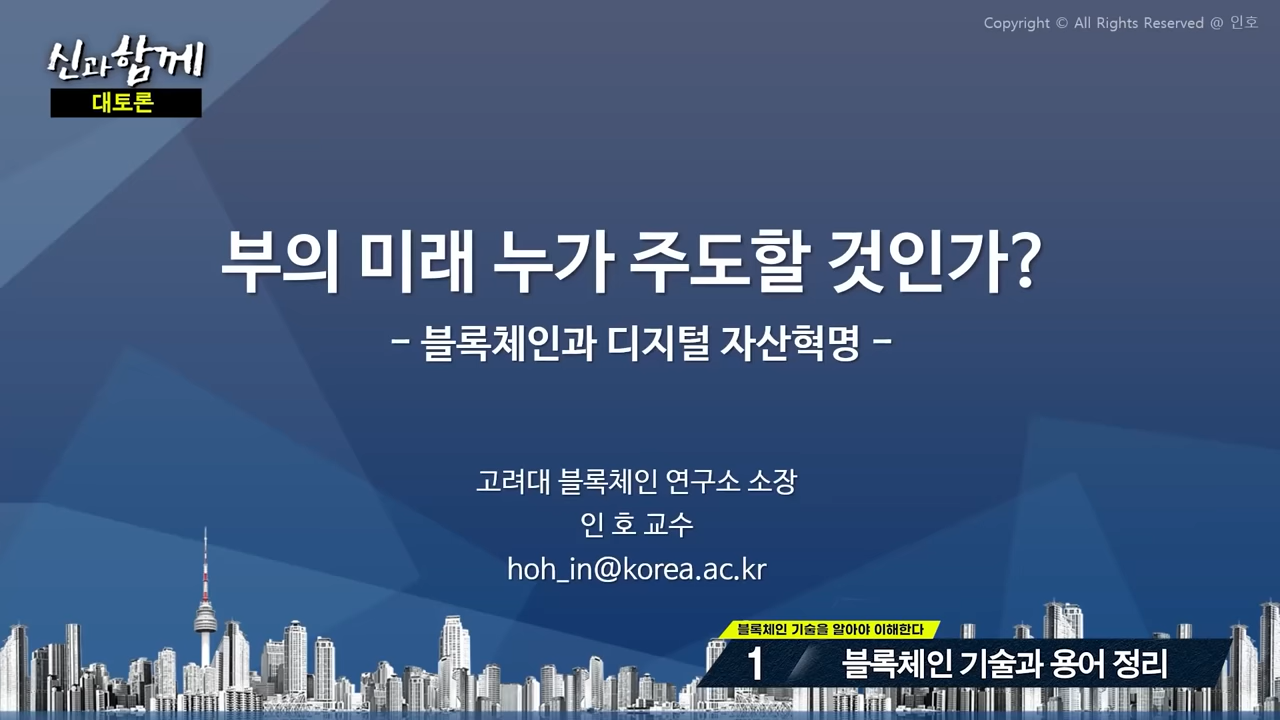 Copyright © All Rights Reserved @ 인호
신과함께
대토론
부의 미래 누가 주도할 것인가?
- 블록체인과 디지털 자산혁명 -
고려대 블록체인 연구소 소장
인 호 교수
hoh_in@korea.ac.kr
블록체인 기술을 알아야 이해한다
1 블록체인 기술과 용어 정리